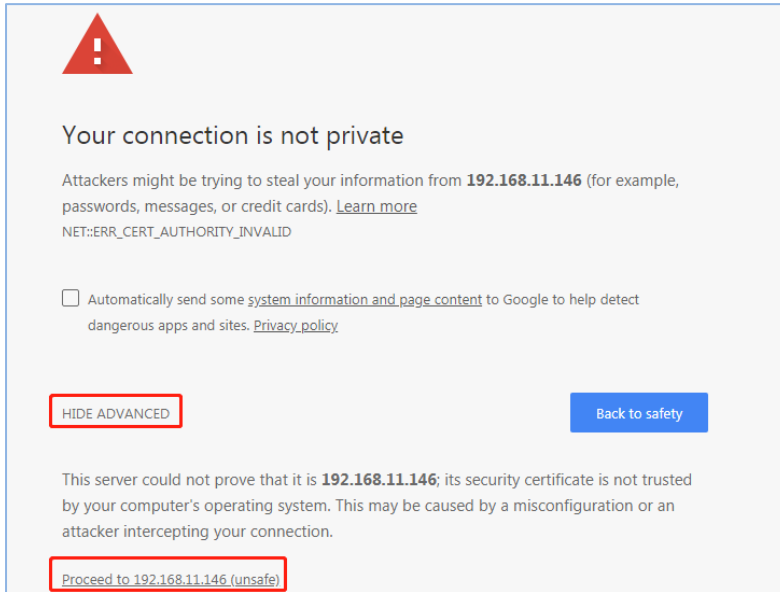 Your connection is not private
Attackers might be trying to steal your information from 192.168.11.146 (for example,
passwords, messages, or credit cards). Learn more
NET::ERR_CERT_AUTHORITY_INVALID
Automatically send some system information and page content to Google to help detect
dangerous apps and sites. Privacy policy
HIDE ADVANCED
Back to safety
This server could not prove that it is 192.168.11.146; its security certificate is not trusted
by your computer's operating system. This may be caused by a misconfiguration or an
attacker intercepting your connection.
Proceed to 192.168.11.146 (unsafe)